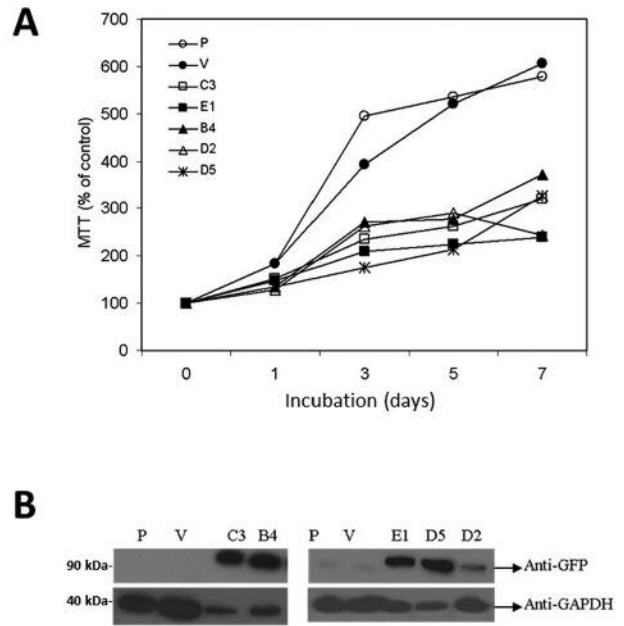 A
700
600
500
400
300
200
100
0
MTT (% of control)
P
V
C3
E1
B4
D2
D5
0 1 3 5 7
Incubation (days)
B
P V C3 B4 P V E1 D5 D2
90 kDa- Anti-GFP
40 kDa- Anti-GAPDH